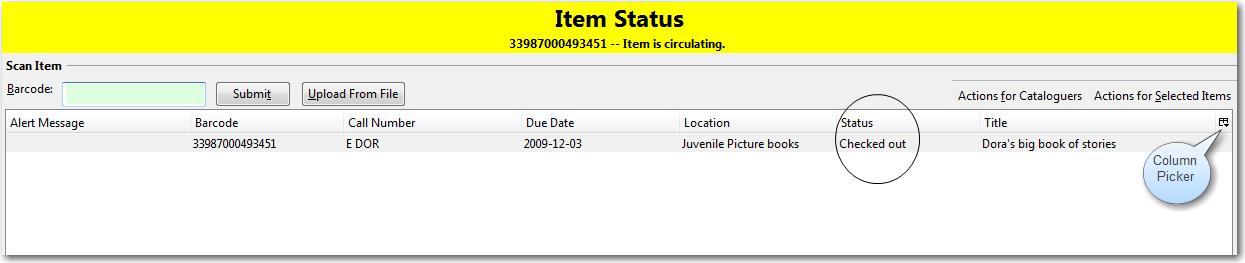 Item Status
33987000493451 -- Item is circulating.
Scan Item
Barcode: Submit Upload From File
Actions for Cataloguers Actions for Selected Items
Alert Message Barcode Call Number Due Date Location Status Title
33987000493451 E DOR 2009-12-03 Juvenile Picture books Checked out Dora's big book of stories
Column
Picker